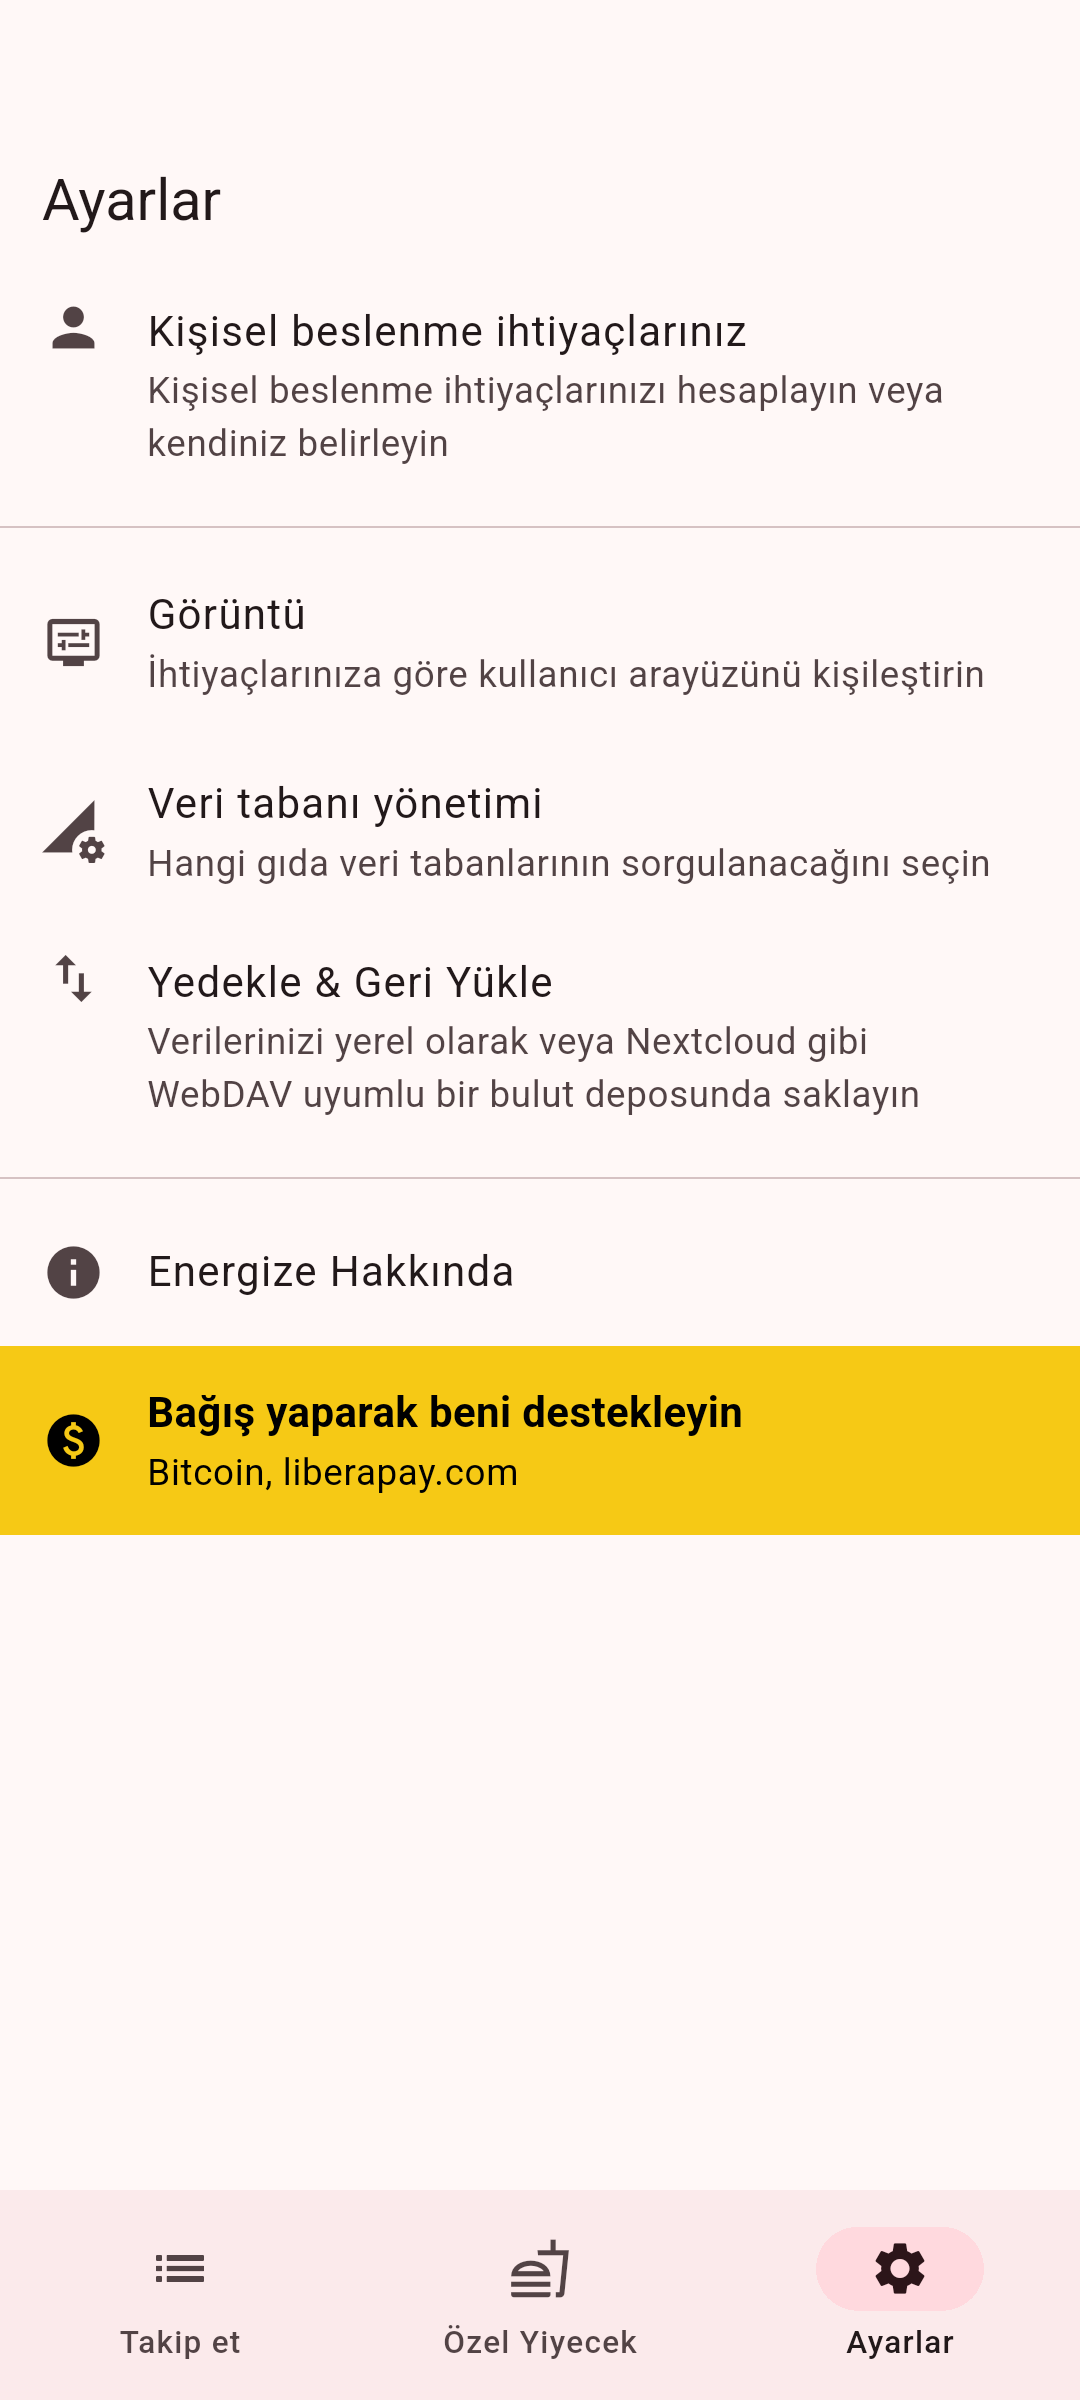 Ayarlar
Kişisel beslenme ihtiyaçlarınız
Kişisel beslenme ihtiyaçlarınızı hesaplayın veya
kendiniz belirleyin
Görüntü
İhtiyaçlarınıza göre kullanıcı arayüzünü kişileştirin
Veri tabanı yönetimi
Hangi gıda veri tabanlarının sorgulanacağını seçin
Yedekle & Geri Yükle
Verilerinizi yerel olarak veya Nextcloud gibi
WebDAV uyumlu bir bulut deposunda saklayın
Energize Hakkında
Bağış yaparak beni destekleyin
Bitcoin, liberapay.com
Takip et
Özel Yiyecek
Ayarlar